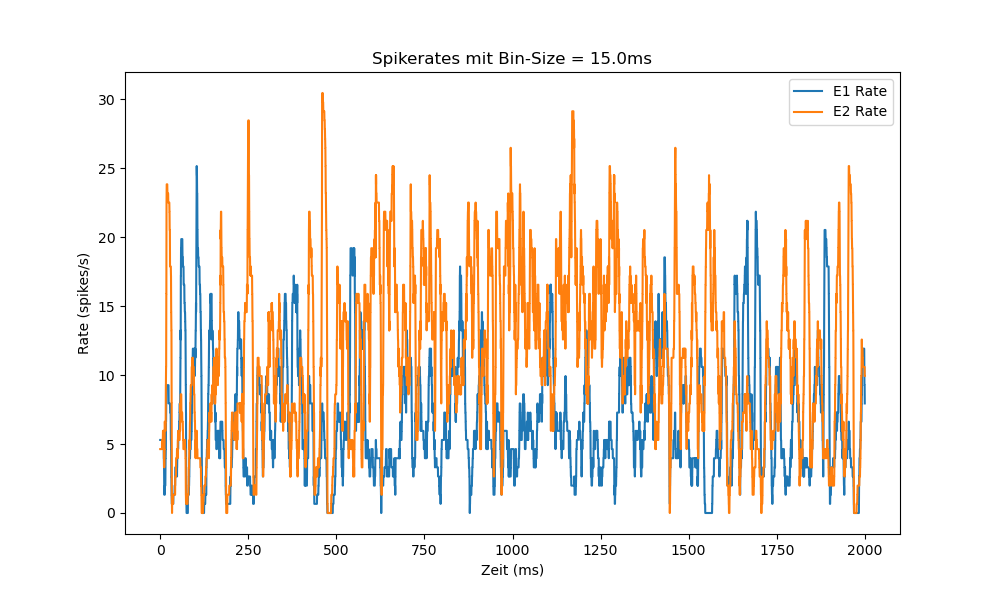 Spikerates mit Bin-Size = 15.0ms
E1 Rate
E2 Rate
Rate (spikes/s)
30
25
20
15
10
5
0
0 250 500 750 1000 1250 1500 1750 2000
Zeit (ms)